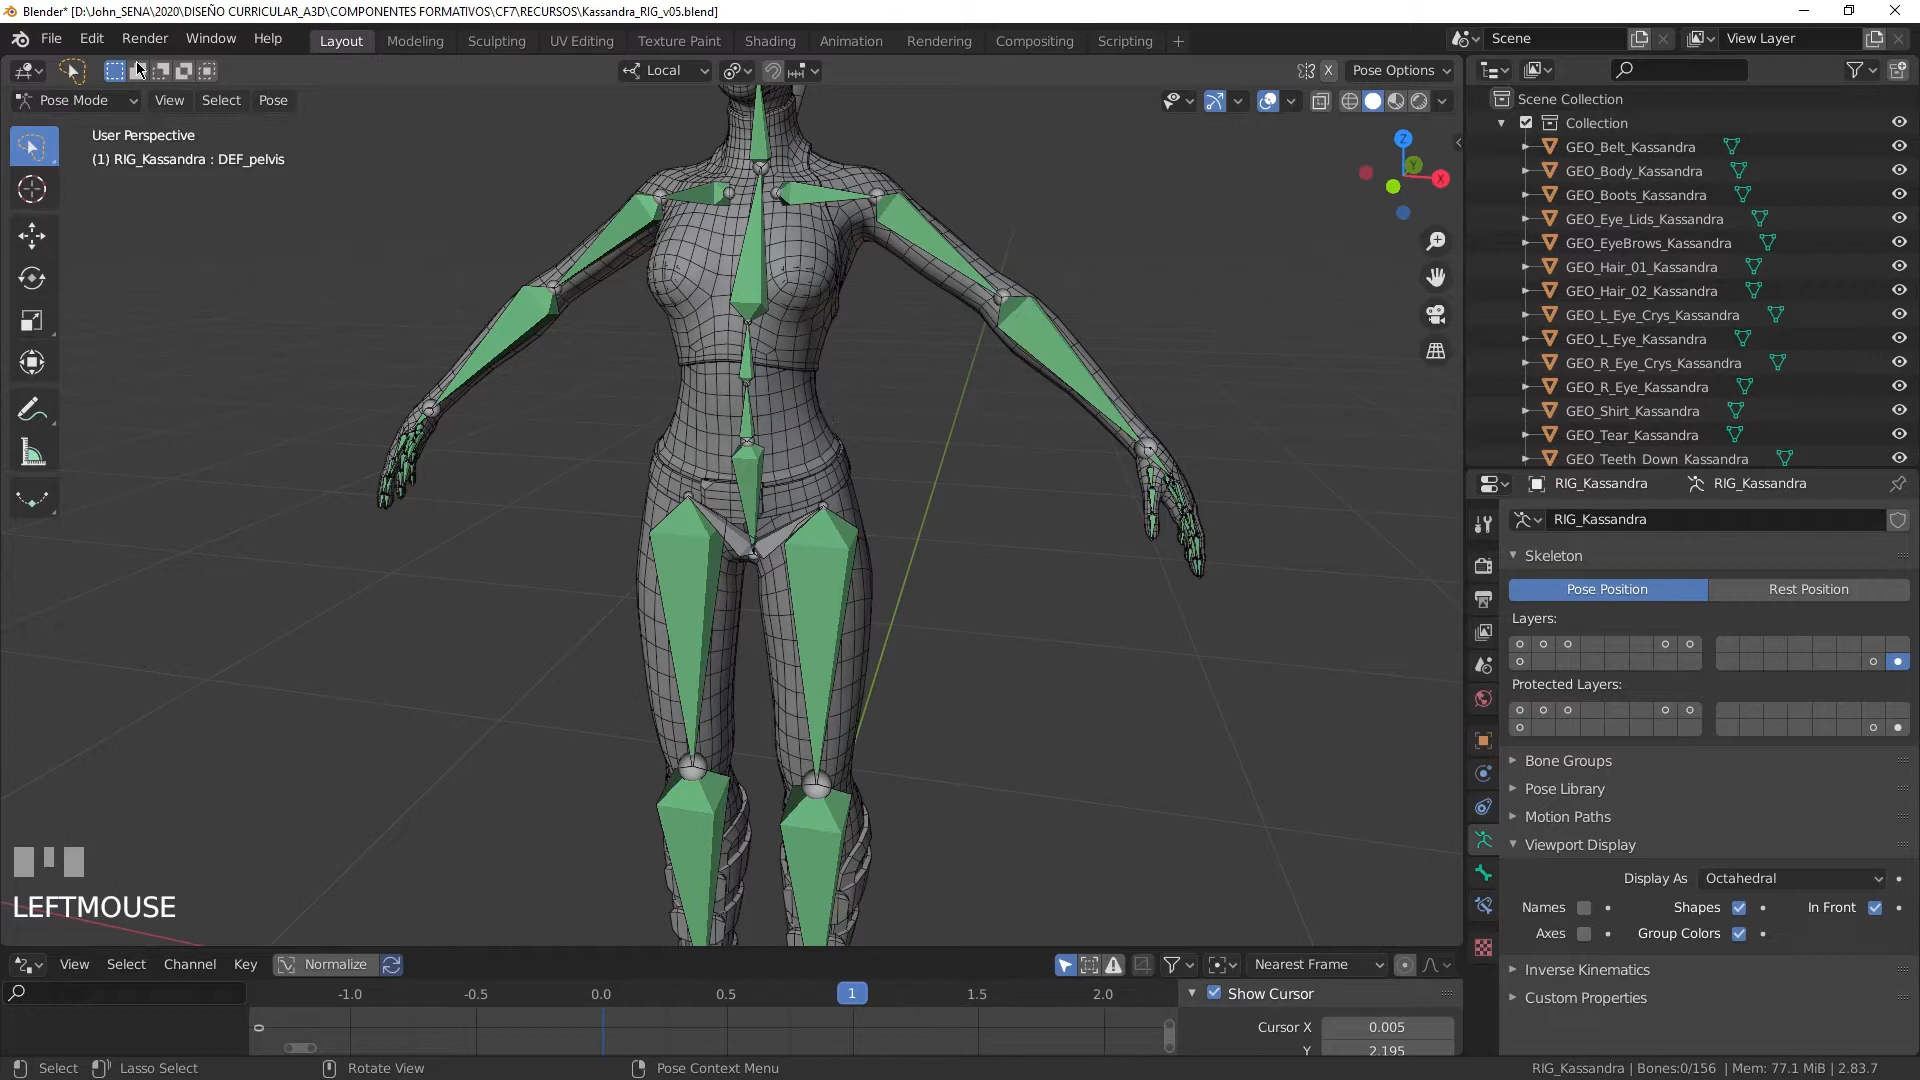 Blender* [D:\John_SENA\2020\DISEÑO CURRICULAR_A3D\COMPONENTES FORMATIVOS\CF7\RECURSOS\Kassandra_RIG_v05.blend]
File Edit Render Window Help Layout Modeling Sculpting UV Editing Texture Paint Shading Animation Rendering Compositing Scripting + Scene View Layer
Local X Pose Options
Pose Mode View Select Pose
User Perspective
(1) RIG_Kassandra : DEF_pelvis
Z
Y
X
Scene Collection
Collection
GEO_Belt_Kassandra
GEO_Body_Kassandra
GEO_Boots_Kassandra
GEO_Eye_Lids_Kassandra
GEO_EyeBrows_Kassandra
GEO_Hair_01_Kassandra
GEO_Hair_02_Kassandra
GEO_L_Eye_Crys_Kassandra
GEO_L_Eye_Kassandra
GEO_R_Eye_Crys_Kassandra
GEO_R_Eye_Kassandra
GEO_Shirt_Kassandra
GEO_Tear_Kassandra
GEO_Teeth_Down_Kassandra
RIG_Kassandra RIG_Kassandra
RIG_Kassandra
Skeleton
Pose Position Rest Position
Layers:
Protected Layers:
Bone Groups
Pose Library
Motion Paths
Viewport Display
Display As Octahedral
Names Shapes In Front
Axes Group Colors
Inverse Kinematics
Custom Properties
LEFTMOUSE
View Select Channel Key Normalize Nearest Frame
-1.0 -0.5 0.0 0.5 1 1.5 2.0 Show Cursor
0 Cursor X 0.005
Y 2.195
Select Lasso Select Rotate View Pose Context Menu RIG_Kassandra | Bones:0/156 | Mem: 77.1 MiB | 2.83.7